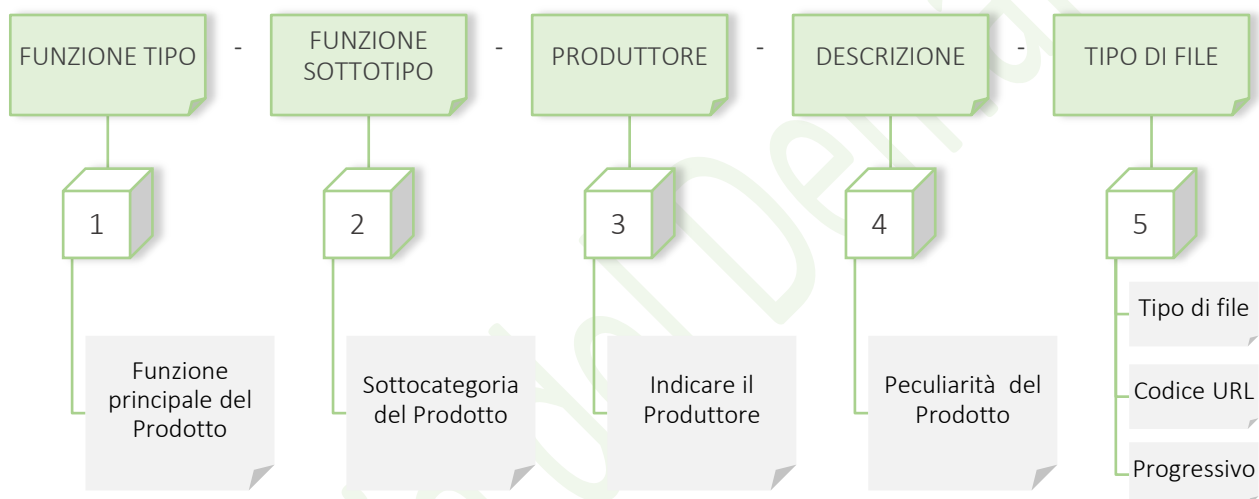 FUNZIONE TIPO - FUNZIONE SOTTOTIPO - PRODUTTORE - DESCRIZIONE - TIPO DI FILE
1 2 3 4 5
Funzione
principale del
Prodotto
Sottocategoria
del Prodotto
Indicare il
Produttore
Peculiarità del
Prodotto
Tipo di file
Codice URL
Progressivo